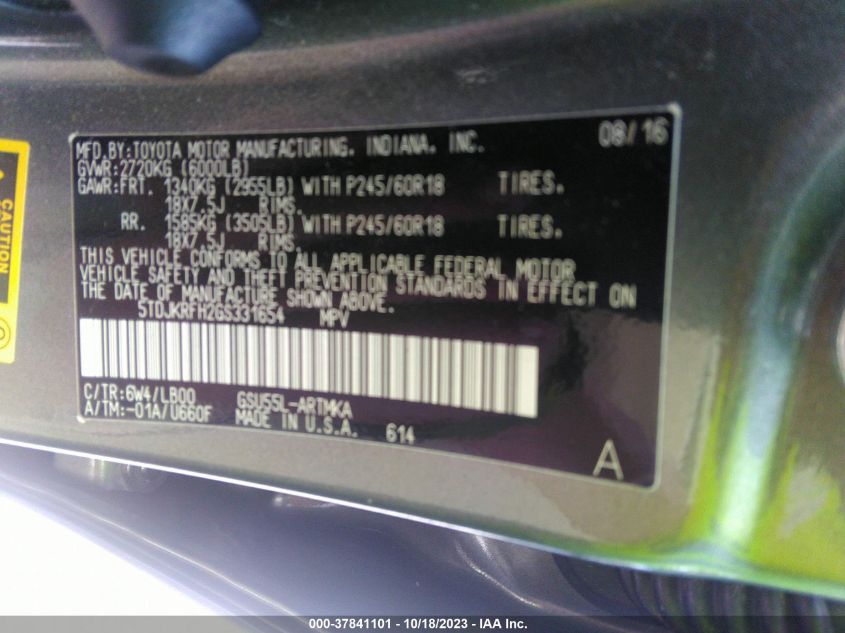 MFD.BY:TOYOTA MOTOR MANUFACTURING. INDIANA. INC. 08/16
GVWR:2720KG (6000LB)
GAWR:FRT. 1340KG (2955LB) WITH P245/60R18 TIRES.
18X7.5J RIMS
RR. 1585KG (3505LB) WITH P245/60R18 TIRES.
18X7.5J RIMS
THIS VEHICLE CONFORMS TO ALL APPLICABLE FEDERAL MOTOR
VEHICLE SAFETY AND THEFT PREVENTION STANDARDS IN EFFECT ON
THE DATE OF MANUFACTURE SHOWN ABOVE.
5TDJKRFH2GS331654 MPV
C/TR:6W4/LB00 GSU55L-ARTMKA
A/TM:-01A/U660F MADE IN U.S.A. 614
A
CAUTION
000-37841101 - 10/18/2023 - IAA Inc.